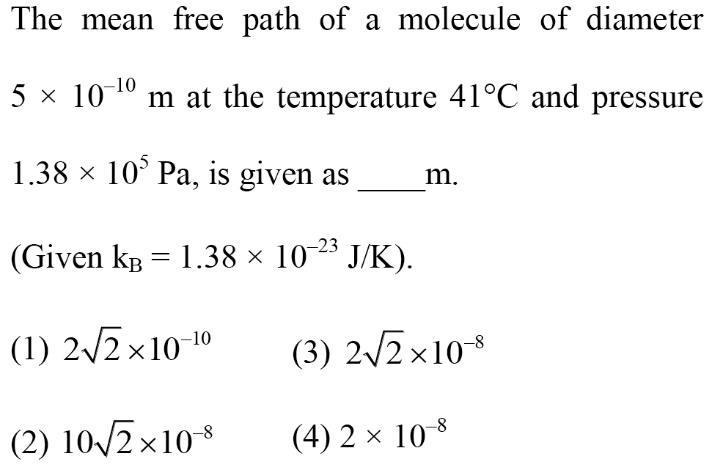 The mean free path of a molecule of diameter
5 × 10⁻¹⁰ m at the temperature 41°C and pressure
1.38 × 10⁵ Pa, is given as ____m.
(Given k_B = 1.38 × 10⁻²³ J/K).
(1) 2√2×10⁻¹⁰ (3) 2√2×10⁻⁸
(2) 10√2×10⁻⁸ (4) 2 × 10⁻⁸